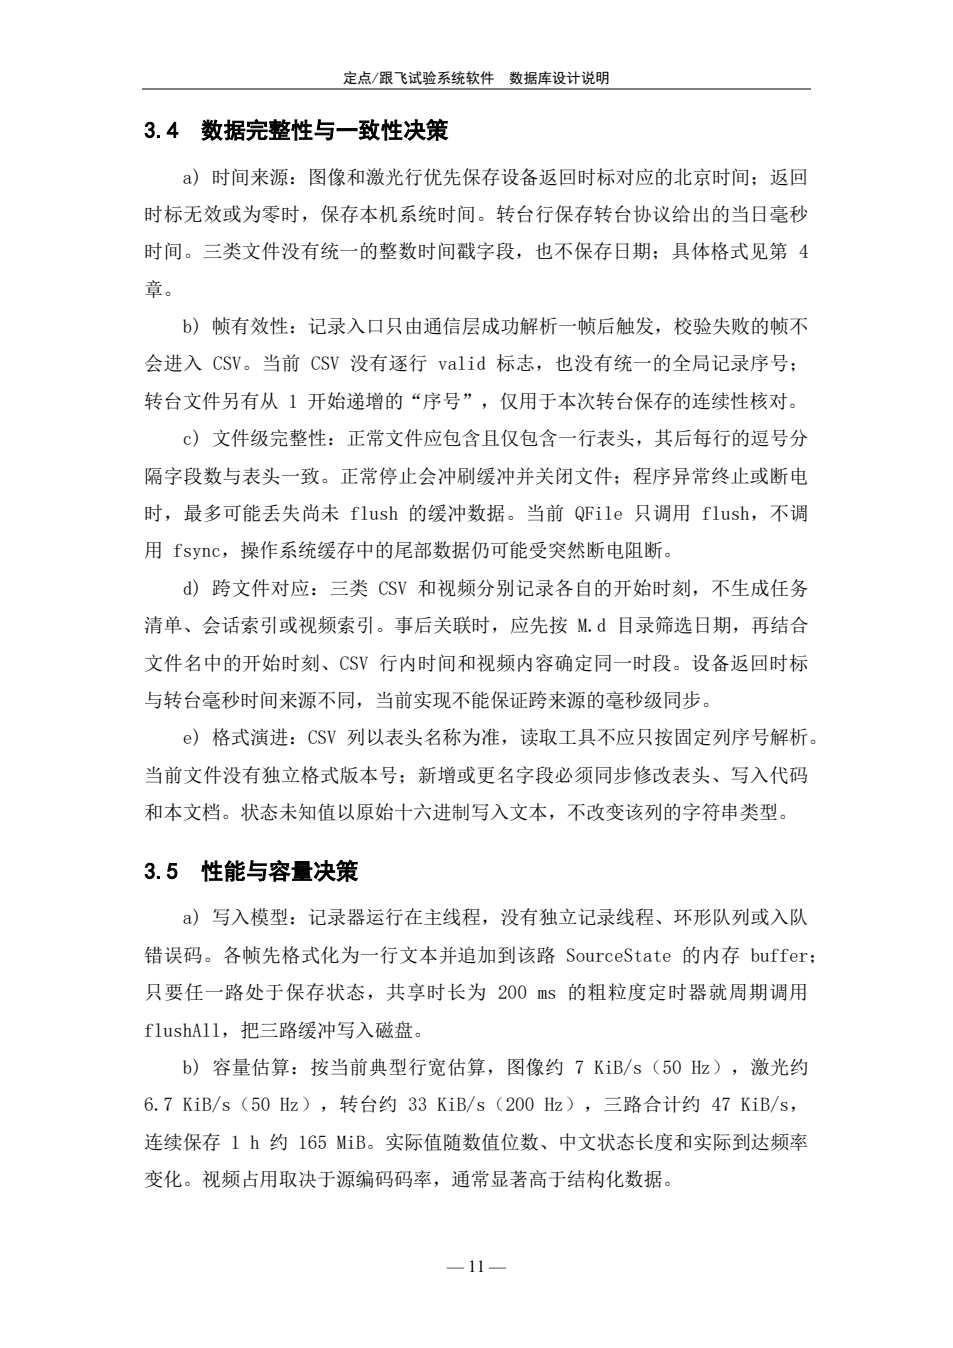 定点/跟飞试验系统软件　数据库设计说明
3.4　数据完整性与一致性决策
a) 时间来源：图像和激光行优先保存设备返回时标对应的北京时间；返回
时标无效或为零时，保存本机系统时间。转台行保存转台协议给出的当日毫秒
时间。三类文件没有统一的整数时间戳字段，也不保存日期；具体格式见第 4
章。
b) 帧有效性：记录入口只由通信层成功解析一帧后触发，校验失败的帧不
会进入 CSV。当前 CSV 没有逐行 valid 标志，也没有统一的全局记录序号；
转台文件另有从 1 开始递增的“序号”，仅用于本次转台保存的连续性核对。
c) 文件级完整性：正常文件应包含且仅包含一行表头，其后每行的逗号分
隔字段数与表头一致。正常停止会冲刷缓冲并关闭文件；程序异常终止或断电
时，最多可能丢失尚未 flush 的缓冲数据。当前 QFile 只调用 flush，不调
用 fsync，操作系统缓存中的尾部数据仍可能受突然断电阻断。
d) 跨文件对应：三类 CSV 和视频分别记录各自的开始时刻，不生成任务
清单、会话索引或视频索引。事后关联时，应先按 M.d 目录筛选日期，再结合
文件名中的开始时刻、CSV 行内时间和视频内容确定同一时段。设备返回时标
与转台毫秒时间来源不同，当前实现不能保证跨来源的毫秒级同步。
e) 格式演进：CSV 列以表头名称为准，读取工具不应只按固定列序号解析。
当前文件没有独立格式版本号；新增或更名字段必须同步修改表头、写入代码
和本文档。状态未知值以原始十六进制写入文本，不改变该列的字符串类型。
3.5　性能与容量决策
a) 写入模型：记录器运行在主线程，没有独立记录线程、环形队列或入队
错误码。各帧先格式化为一行文本并追加到该路 SourceState 的内存 buffer；
只要任一路处于保存状态，共享时长为 200 ms 的粗粒度定时器就周期调用
flushAll，把三路缓冲写入磁盘。
b) 容量估算：按当前典型行宽估算，图像约 7 KiB/s（50 Hz），激光约
6.7 KiB/s（50 Hz），转台约 33 KiB/s（200 Hz），三路合计约 47 KiB/s，
连续保存 1 h 约 165 MiB。实际值随数值位数、中文状态长度和实际到达频率
变化。视频占用取决于源编码码率，通常显著高于结构化数据。
— 11 —